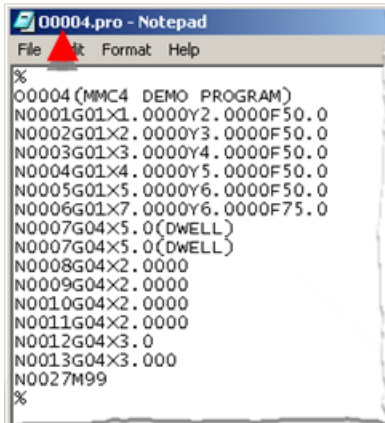 O0004.pro - Notepad
File Format Help
%
O0004(MMC4 DEMO PROGRAM)
N0001G01X1.0000Y2.0000F50.0
N0002G01X2.0000Y3.0000F50.0
N0003G01X3.0000Y4.0000F50.0
N0004G01X4.0000Y5.0000F50.0
N0005G01X5.0000Y6.0000F50.0
N0006G01X7.0000Y6.0000F75.0
N0007G04X5.0(DWELL)
N0007G04X5.0(DWELL)
N0008G04X2.0000
N0009G04X2.0000
N0010G04X2.0000
N0011G04X2.0000
N0012G04X3.0
N0013G04X3.000
N0027M99
%